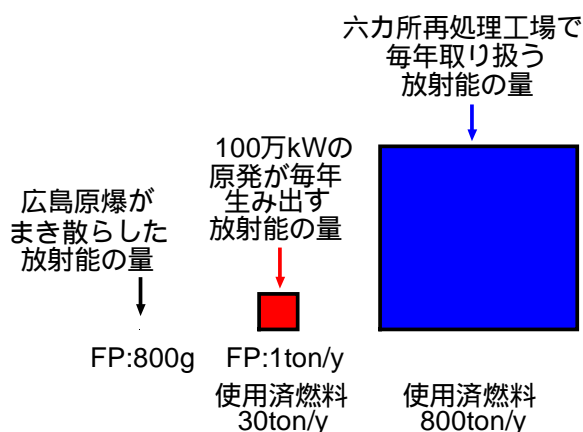 六カ所再処理工場で
毎年取り扱う
放射能の量
100万kWの
原発が毎年
生み出す
放射能の量
広島原爆が
まき散らした
放射能の量
FP:800g
FP:1ton/y
使用済燃料
30ton/y
使用済燃料
800ton/y